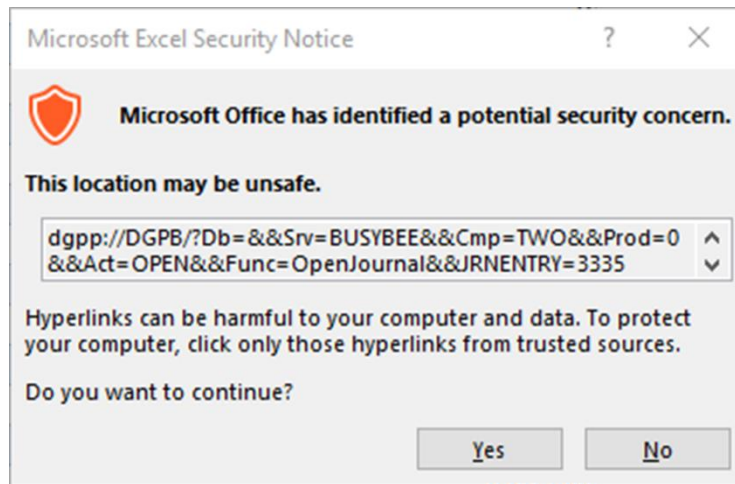 Microsoft Excel Security Notice ?
Microsoft Office has identified a potential security concern.
This location may be unsafe.
dgpp://DGPB/?Db=&&Srv=BUSYBEE&&Cmp=TWO&&Prod=0
&&Act=OPEN&&Func=OpenJournal&&JRNENTRY=3335
Hyperlinks can be harmful to your computer and data. To protect
your computer, click only those hyperlinks from trusted sources.
Do you want to continue?
Yes No